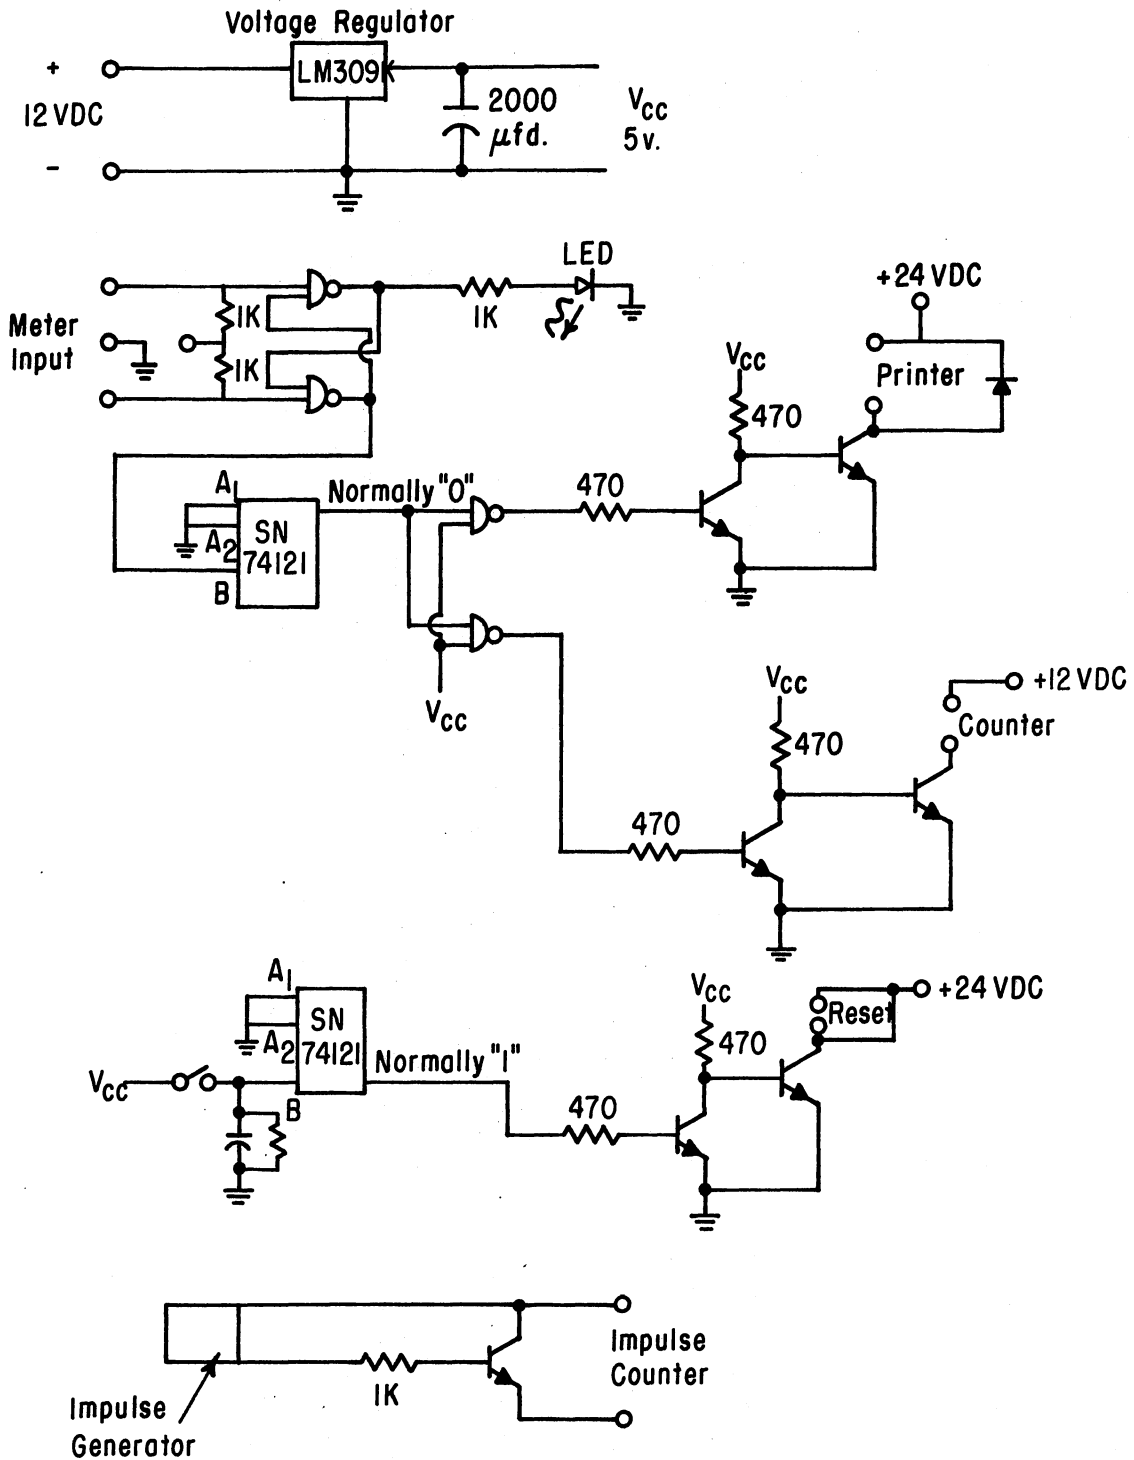 Voltage Regulator
+
LM309K
12 VDC
2000
µfd.
Vcc
5v.
-
LED
1K
1K
1K
Meter
Input
+24 VDC
Printer
Vcc
470
A1
Normally "0"
470
SN
74121
A2
B
Vcc
Vcc
+12 VDC
Counter
470
470
A1
SN
74121
A2
Normally "1"
Vcc
B
470
Vcc
470
Reset
+24 VDC
Impulse
Counter
1K
Impulse
Generator